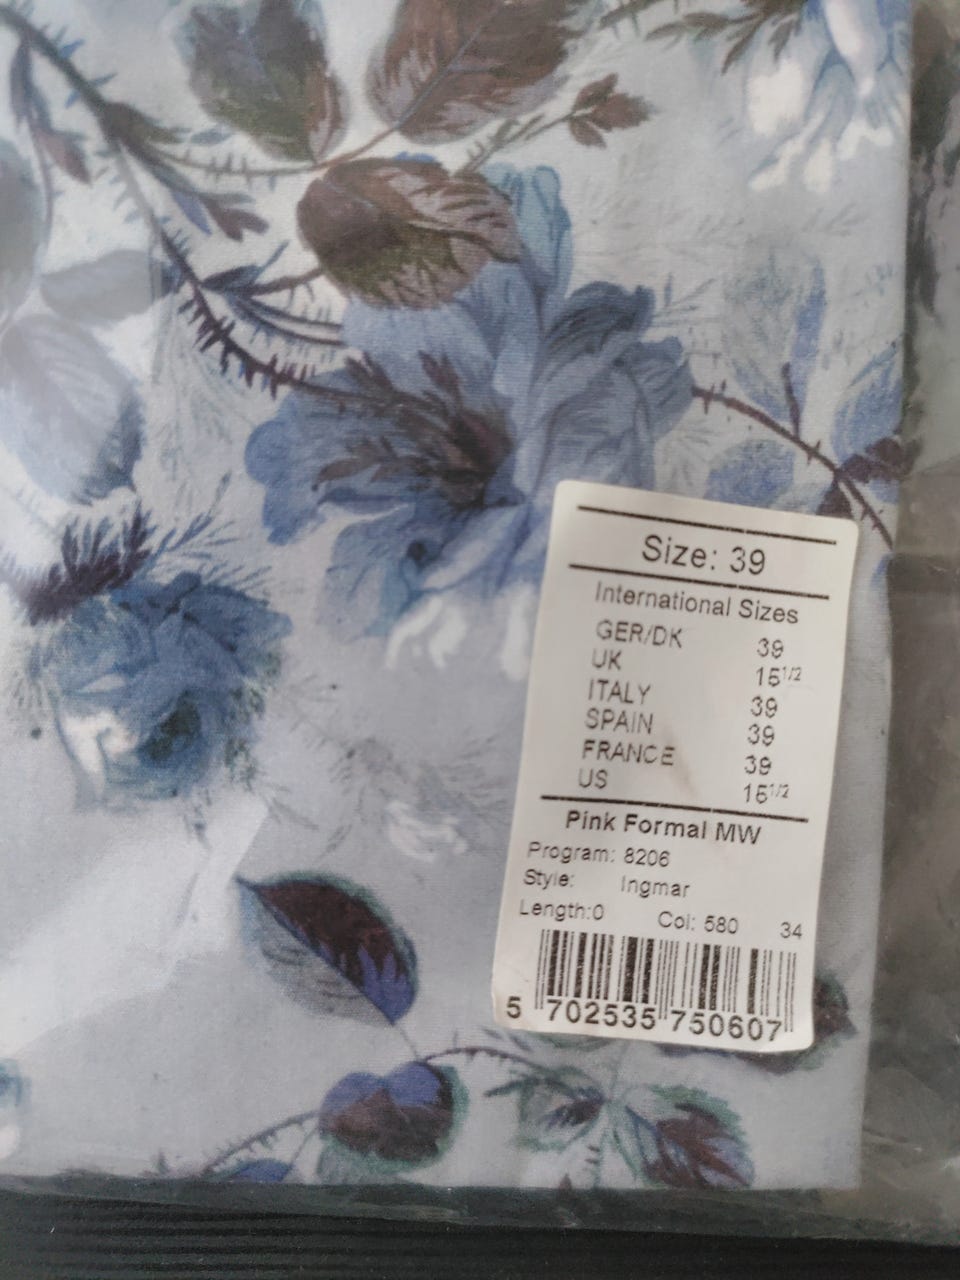 Size: 39
International Sizes
GER/DK 39
UK 15 1/2
ITALY 39
SPAIN 39
FRANCE 39
US 15 1/2
Pink Formal MW
Program: 8206
Style: Ingmar
Length:0 Col: 580 34
5 702535 750607